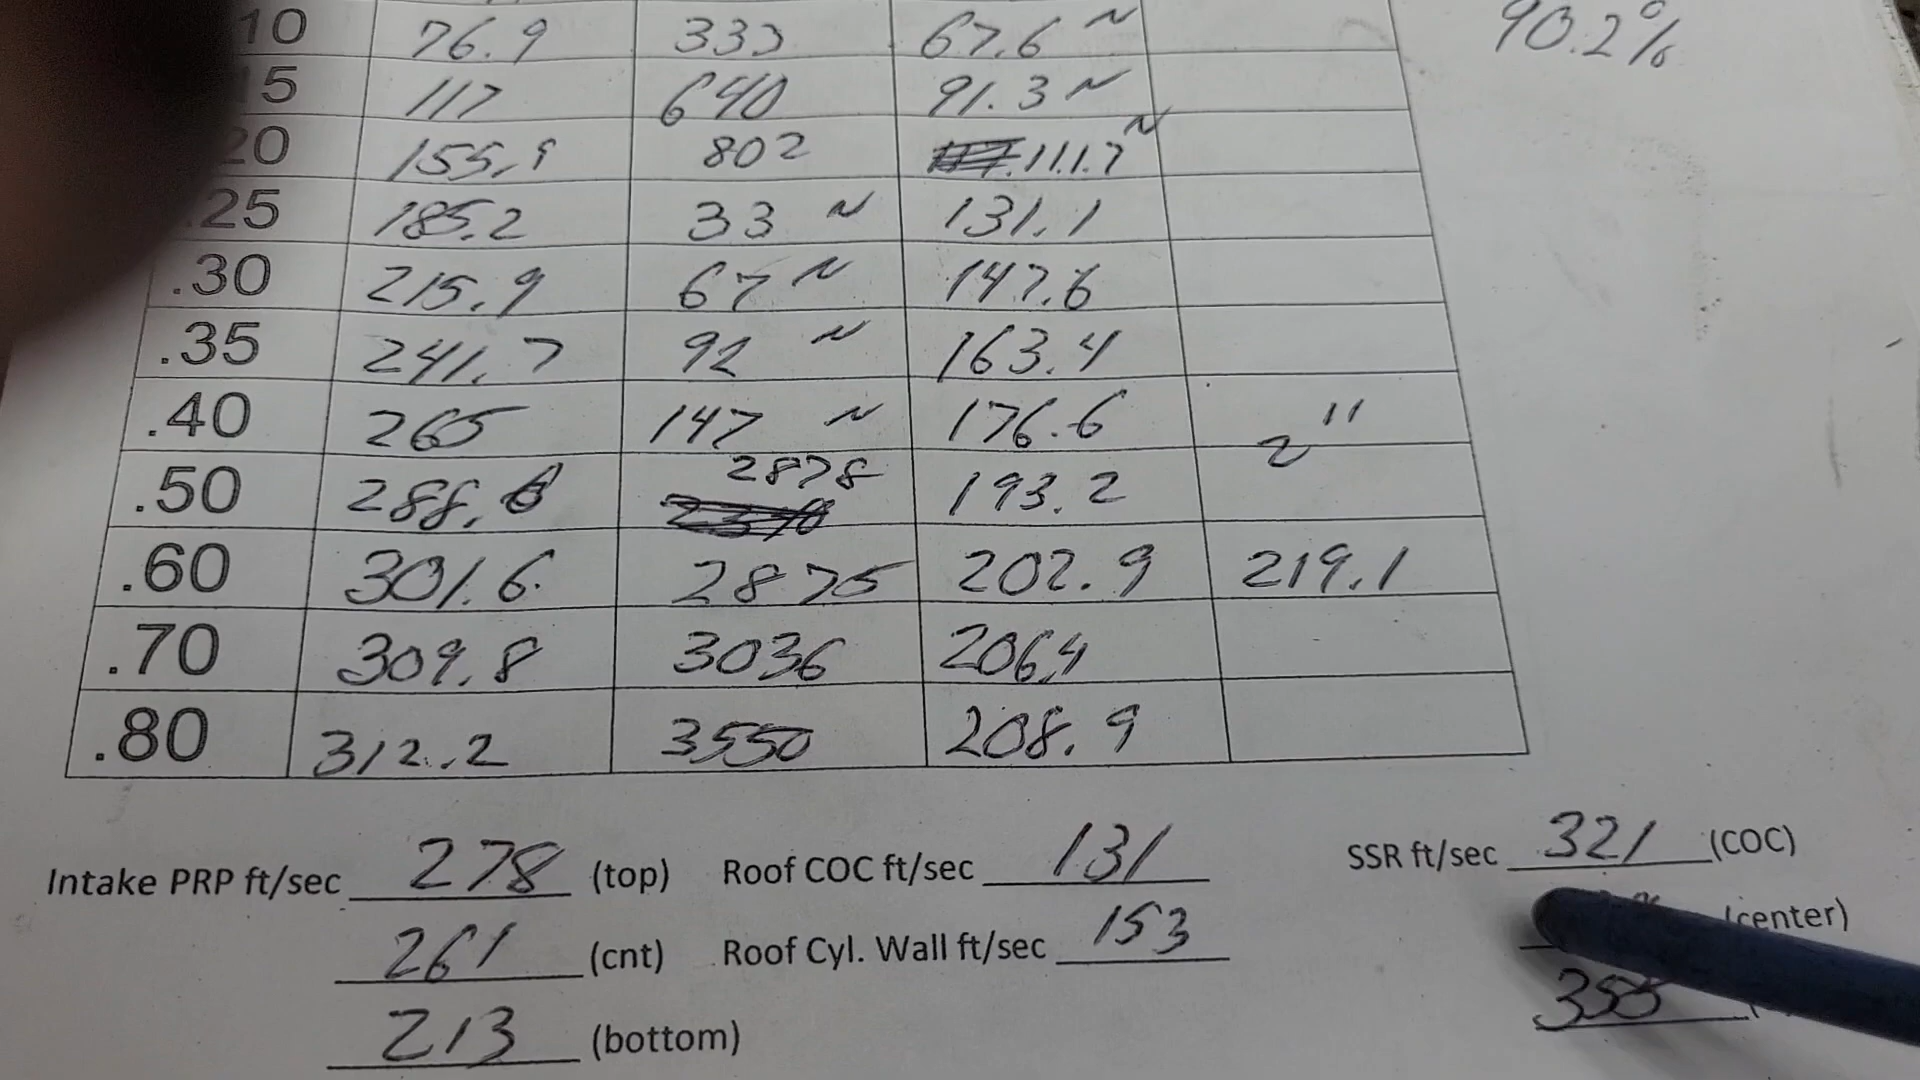 10 76.9 333 67.6 ~ 90.2%
15 117 640 91.3 ~
20 155.9 802 111.7 ~
.25 185.2 33 ~ 131.1
.30 215.9 67 ~ 147.6
.35 241.7 92 ~ 163.4
.40 265 147 ~ 176.6 2"
.50 288.6 2878 193.2
.60 301.6 2875 202.9 219.1
.70 309.8 3036 206.4
.80 312.2 3550 208.9
Intake PRP ft/sec 278 (top) Roof COC ft/sec 131 SSR ft/sec 321 (COC)
261 (cnt) Roof Cyl. Wall ft/sec 153 (center)
213 (bottom) 355